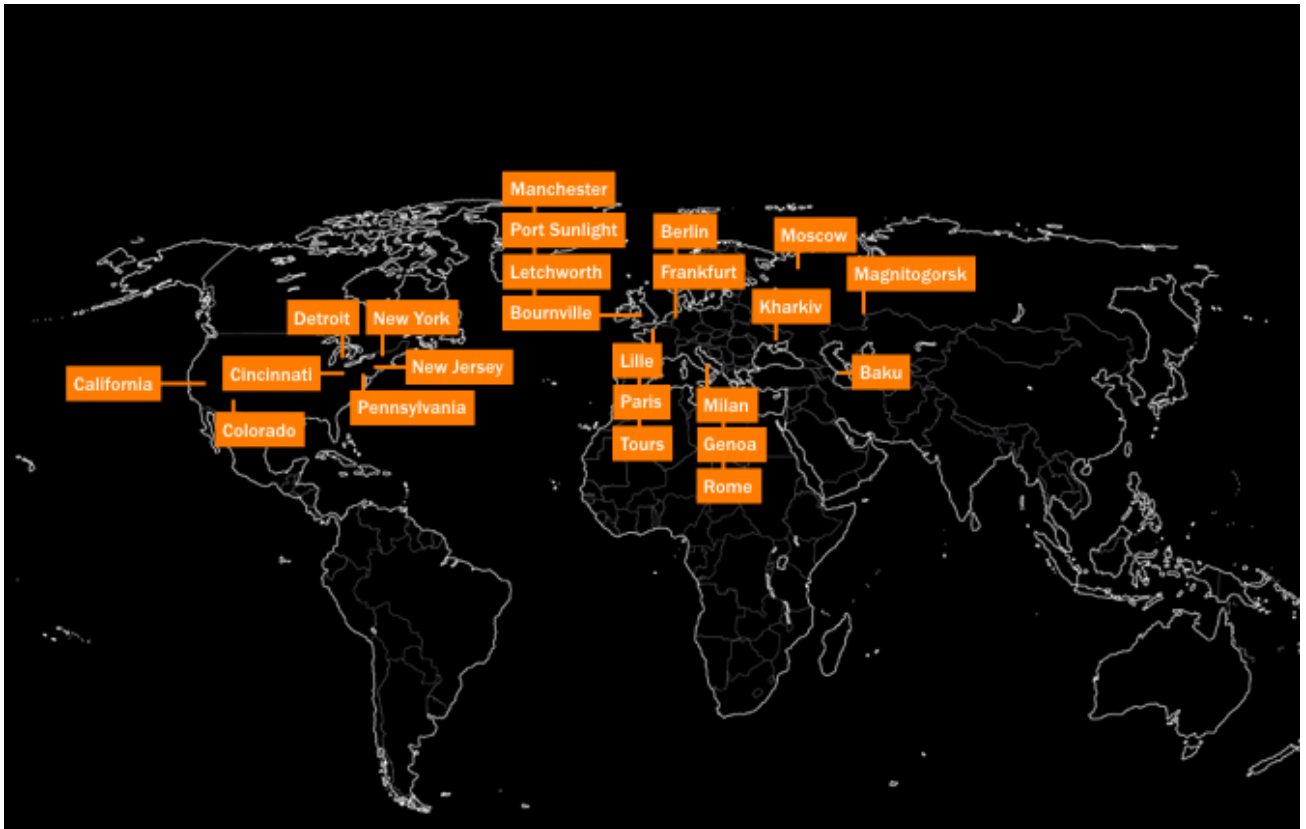 Manchester
Port Sunlight
Berlin
Moscow
Letchworth
Frankfurt
Magnitogorsk
Bournville
Kharkiv
Detroit
New York
Lille
New Jersey
Cincinnati
Baku
California
Paris
Milan
Pennsylvania
Colorado
Tours
Genoa
Rome